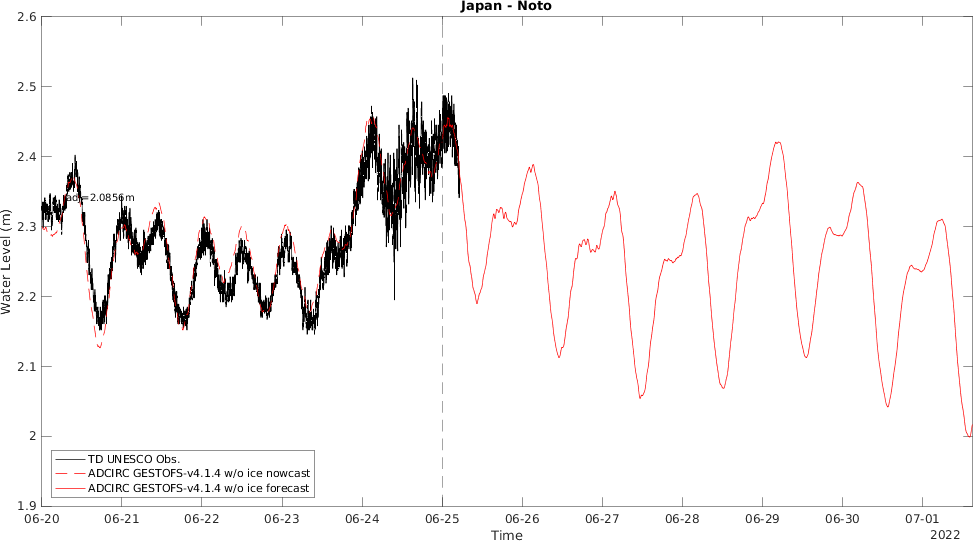 Japan - Noto
2.6
2.5
2.4
2.3
2.2
2.1
2
1.9
Water Level (m)
=2.0856m
TD UNESCO Obs.
ADCIRC GESTOFS-v4.1.4 w/o ice nowcast
ADCIRC GESTOFS-v4.1.4 w/o ice forecast
06-20 06-21 06-22 06-23 06-24 06-25 06-26 06-27 06-28 06-29 06-30 07-01
2022
Time